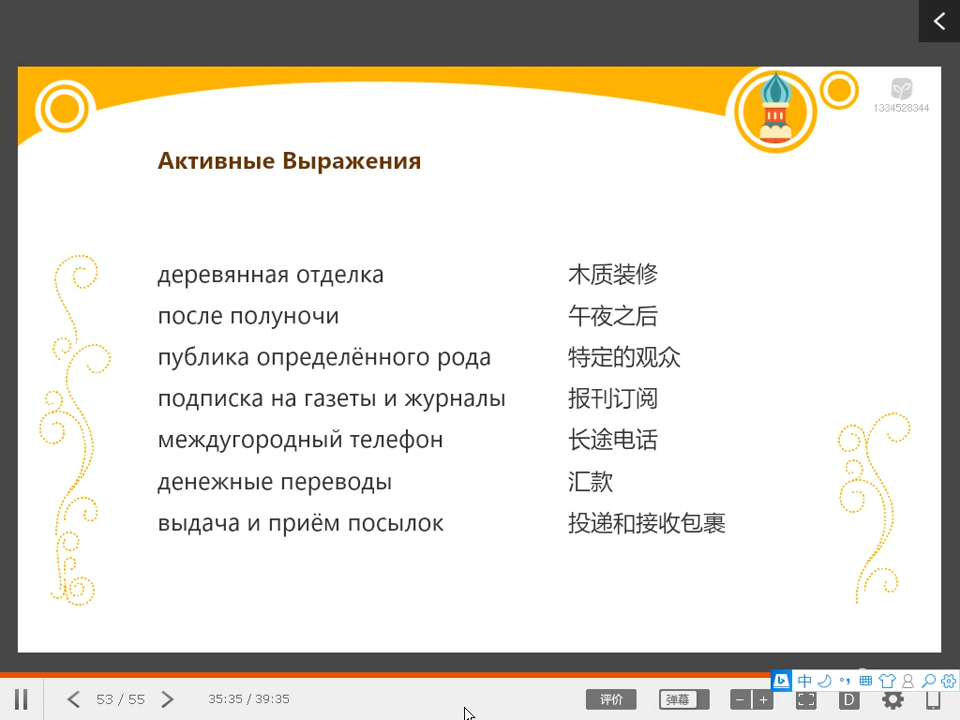 1334528344
Активные Выражения
деревянная отделка 木质装修
после полуночи 午夜之后
публика определённого рода 特定的观众
подписка на газеты и журналы 报刊订阅
междугородный телефон 长途电话
денежные переводы 汇款
выдача и приём посылок 投递和接收包裹
53 / 55 35:35 / 39:35 评价 弹幕 D
中